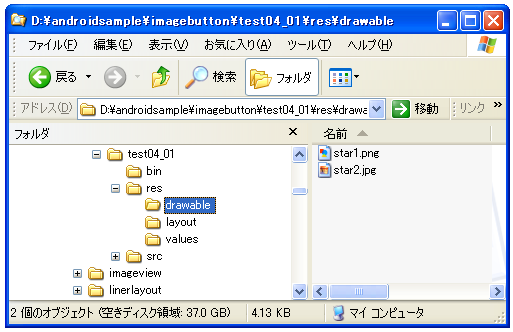 D:¥androidsample¥imagebutton¥test04_01¥res¥drawable
ファイル(F) 編集(E) 表示(V) お気に入り(A) ツール(T) ヘルプ(H)
戻る 検索 フォルダ
アドレス(D) D:¥androidsample¥imagebutton¥test04_01¥res¥drawa 移動 リンク »
フォルダ × 名前
test04_01 star1.png
bin star2.jpg
res
drawable
layout
values
src
imageview
linerlayout
2 個のオブジェクト (空きディスク領域: 37.0 GB) 4.13 KB マイ コンピュータ